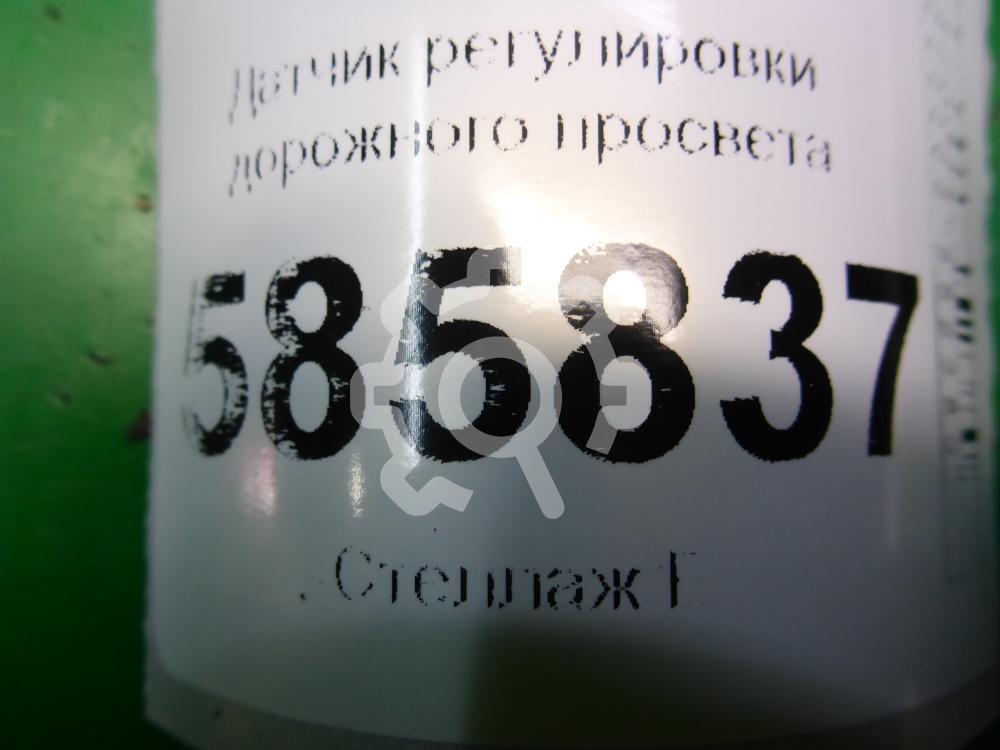 Датчик регулировки
дорожного просвета
585837
Стеллаж